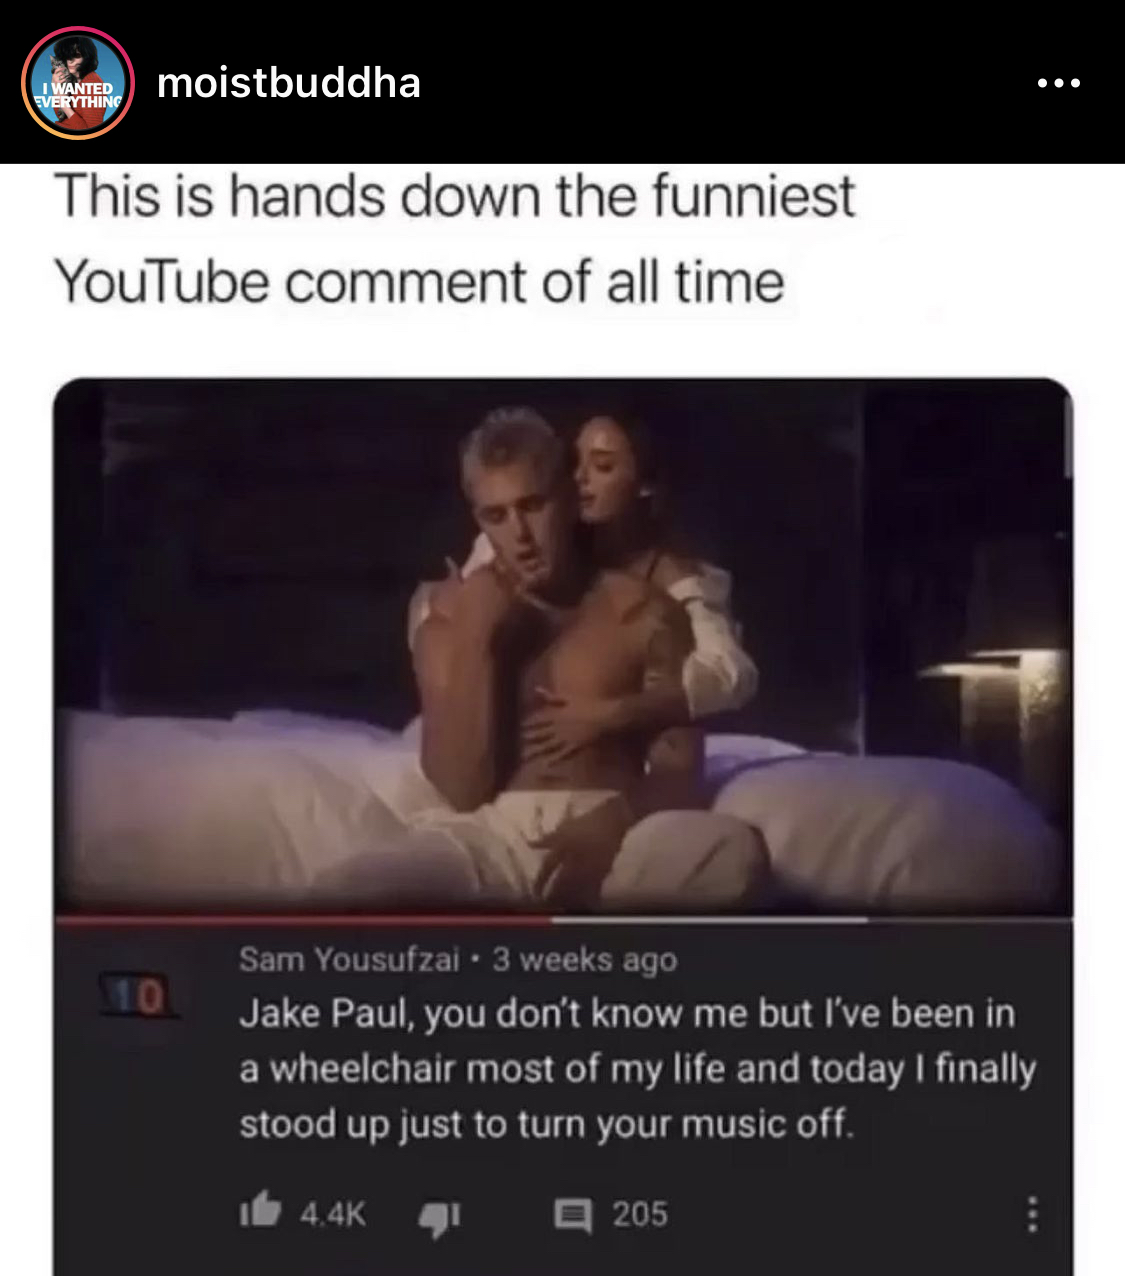 I WANTED
EVERYTHING
moistbuddha
This is hands down the funniest
YouTube comment of all time
Sam Yousufzai • 3 weeks ago
10
Jake Paul, you don't know me but I've been in
a wheelchair most of my life and today I finally
stood up just to turn your music off.
4.4K
205